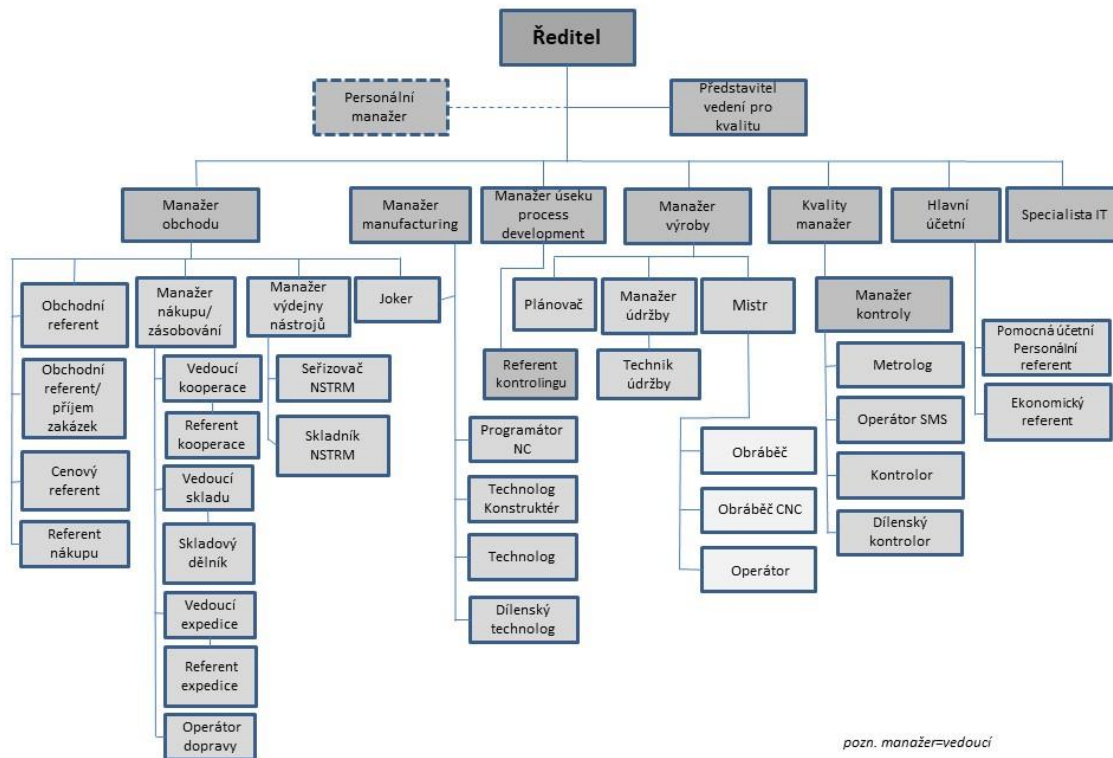 Ředitel
Personální
manažer
Představitel
vedení pro
kvalitu
Manažer
obchodu
Manažer
manufacturing
Manažer úseku
process
development
Manažer
výroby
Kvality
manažer
Hlavní
účetní
Specialista IT
Obchodní
referent
Manažer
nákupu/
zásobování
Manažer
výdejny
nástrojů
Joker
Plánovač
Manažer
údržby
Mistr
Manažer
kontroly
Obchodní
referent/
příjem
zakázek
Vedoucí
kooperace
Seřizovač
NSTRM
Referent
kontrolingu
Technik
údržby
Metrolog
Pomocná účetní
Personální
referent
Referent
kooperace
Skladník
NSTRM
Programátor
NC
Obráběč
Operátor SMS
Ekonomický
referent
Cenový
referent
Vedoucí
skladu
Technolog
Konstruktér
Obráběč CNC
Kontrolor
Referent
nákupu
Skladový
dělník
Technolog
Operátor
Dílenský
kontrolor
Vedoucí
expedice
Dílenský
technolog
Referent
expedice
Operátor
dopravy
pozn. manažer=vedoucí